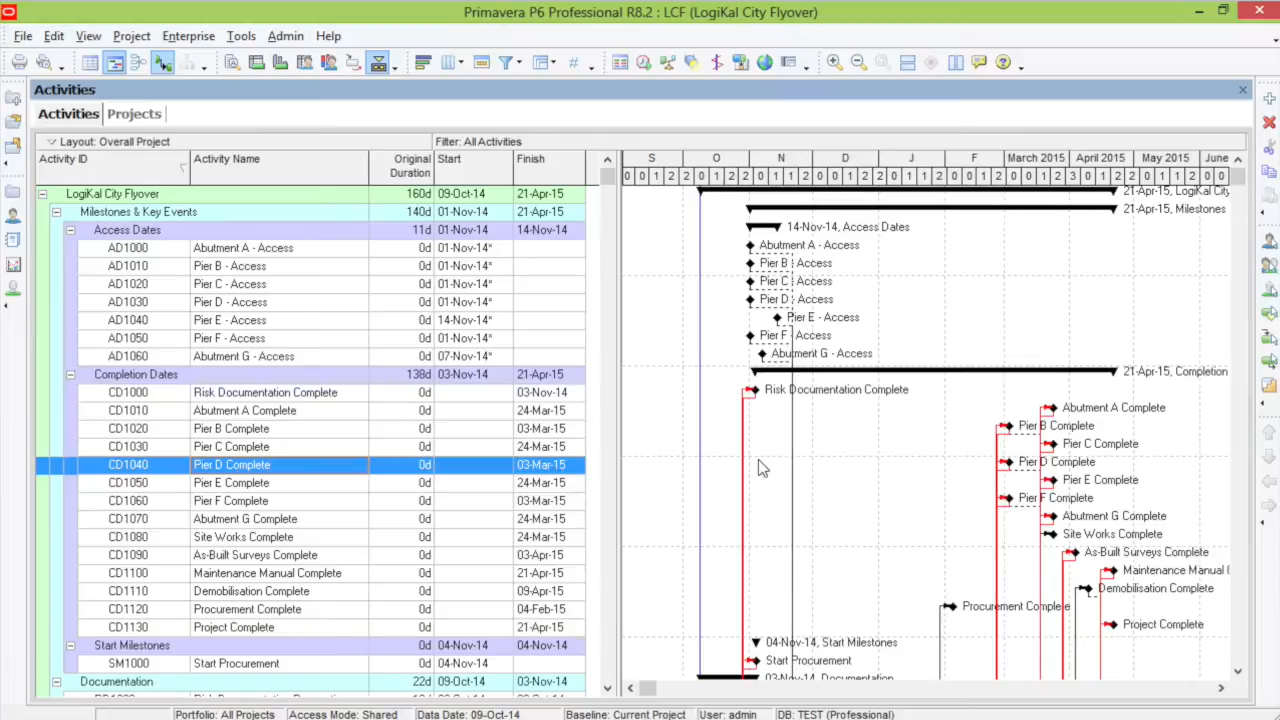 Primavera P6 Professional R8.2 : LCF (LogiKal City Flyover)
File Edit View Project Enterprise Tools Admin Help
Activities
Activities Projects
Layout: Overall Project Filter: All Activities
Activity ID Activity Name Original Duration Start Finish S O N D J F March 2015 April 2015 May 2015 June
0 0 1 2 2 0 1 1 2 0 1 1 2
LogiKal City Flyover 160d 09-Oct-14 21-Apr-15 21-Apr-15, LogiKal City
Milestones & Key Events 140d 01-Nov-14 21-Apr-15 21-Apr-15, Milestones
Access Dates 11d 01-Nov-14 14-Nov-14 14-Nov-14, Access Dates
AD1000 Abutment A - Access 0d 01-Nov-14* Abutment A - Access
AD1010 Pier B - Access 0d 01-Nov-14* Pier B - Access
AD1020 Pier C - Access 0d 01-Nov-14* Pier C - Access
AD1030 Pier D - Access 0d 01-Nov-14* Pier D - Access
AD1040 Pier E - Access 0d 14-Nov-14* Pier E - Access
AD1050 Pier F - Access 0d 01-Nov-14* Pier F - Access
AD1060 Abutment G - Access 0d 07-Nov-14* Abutment G - Access
Completion Dates 138d 03-Nov-14 21-Apr-15 21-Apr-15, Completion
CD1000 Risk Documentation Complete 0d 03-Nov-14 Risk Documentation Complete
CD1010 Abutment A Complete 0d 24-Mar-15 Abutment A Complete
CD1020 Pier B Complete 0d 03-Mar-15 Pier B Complete
CD1030 Pier C Complete 0d 24-Mar-15 Pier C Complete
CD1040 Pier D Complete 0d 03-Mar-15 Pier D Complete
CD1050 Pier E Complete 0d 24-Mar-15 Pier E Complete
CD1060 Pier F Complete 0d 03-Mar-15 Pier F Complete
CD1070 Abutment G Complete 0d 24-Mar-15 Abutment G Complete
CD1080 Site Works Complete 0d 24-Mar-15 Site Works Complete
CD1090 As-Built Surveys Complete 0d 03-Apr-15 As-Built Surveys Complete
CD1100 Maintenance Manual Complete 0d 21-Apr-15 Maintenance Manual
CD1110 Demobilisation Complete 0d 09-Apr-15 Demobilisation Complete
CD1120 Procurement Complete 0d 04-Feb-15 Procurement Complete
CD1130 Project Complete 0d 21-Apr-15 Project Complete
Start Milestones 0d 04-Nov-14 04-Nov-14 04-Nov-14, Start Milestones
SM1000 Start Procurement 0d 04-Nov-14 Start Procurement
Documentation 22d 09-Oct-14 03-Nov-14 03-Nov-14, Documentation
Portfolio: All Projects Access Mode: Shared Data Date: 09-Oct-14 Baseline: Current Project User: admin DB: TEST (Professional)